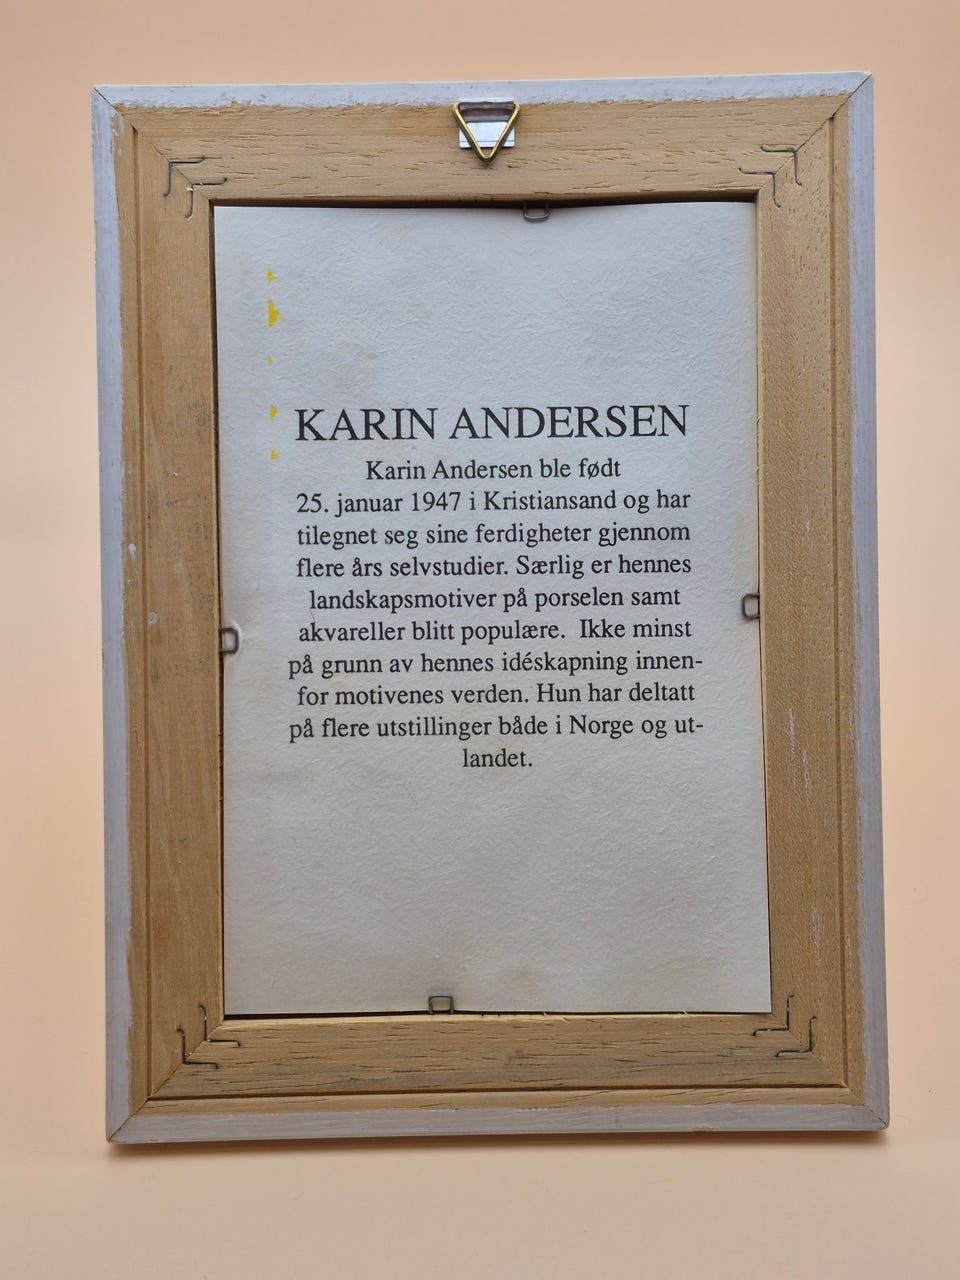 KARIN ANDERSEN
Karin Andersen ble født
25. januar 1947 i Kristiansand og har
tilegnet seg sine ferdigheter gjennom
flere års selvstudier. Særlig er hennes
landskapsmotiver på porselen samt
akvareller blitt populære.  Ikke minst
på grunn av hennes idéskapning innen-
for motivenes verden. Hun har deltatt
på flere utstillinger både i Norge og ut-
landet.